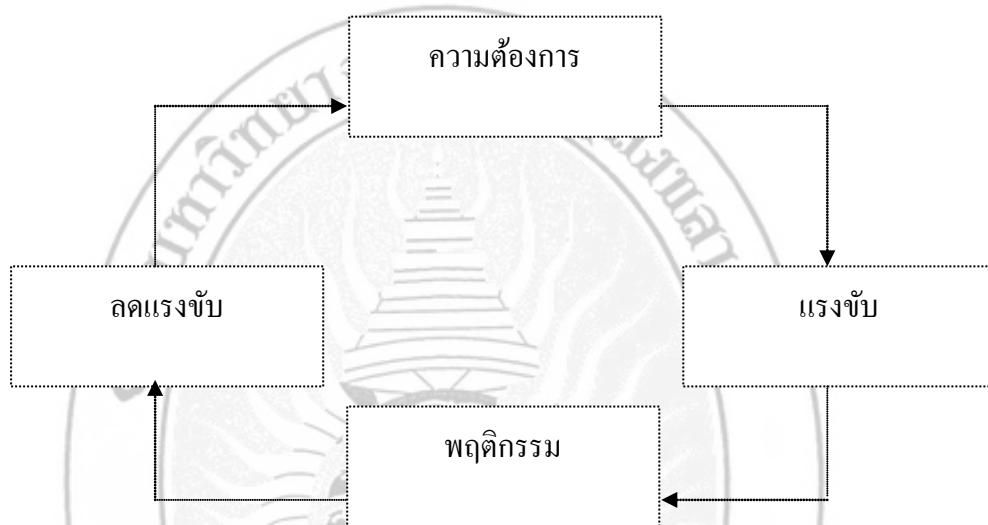 ความต้องการ
ลดแรงขับ
แรงขับ
พฤติกรรม